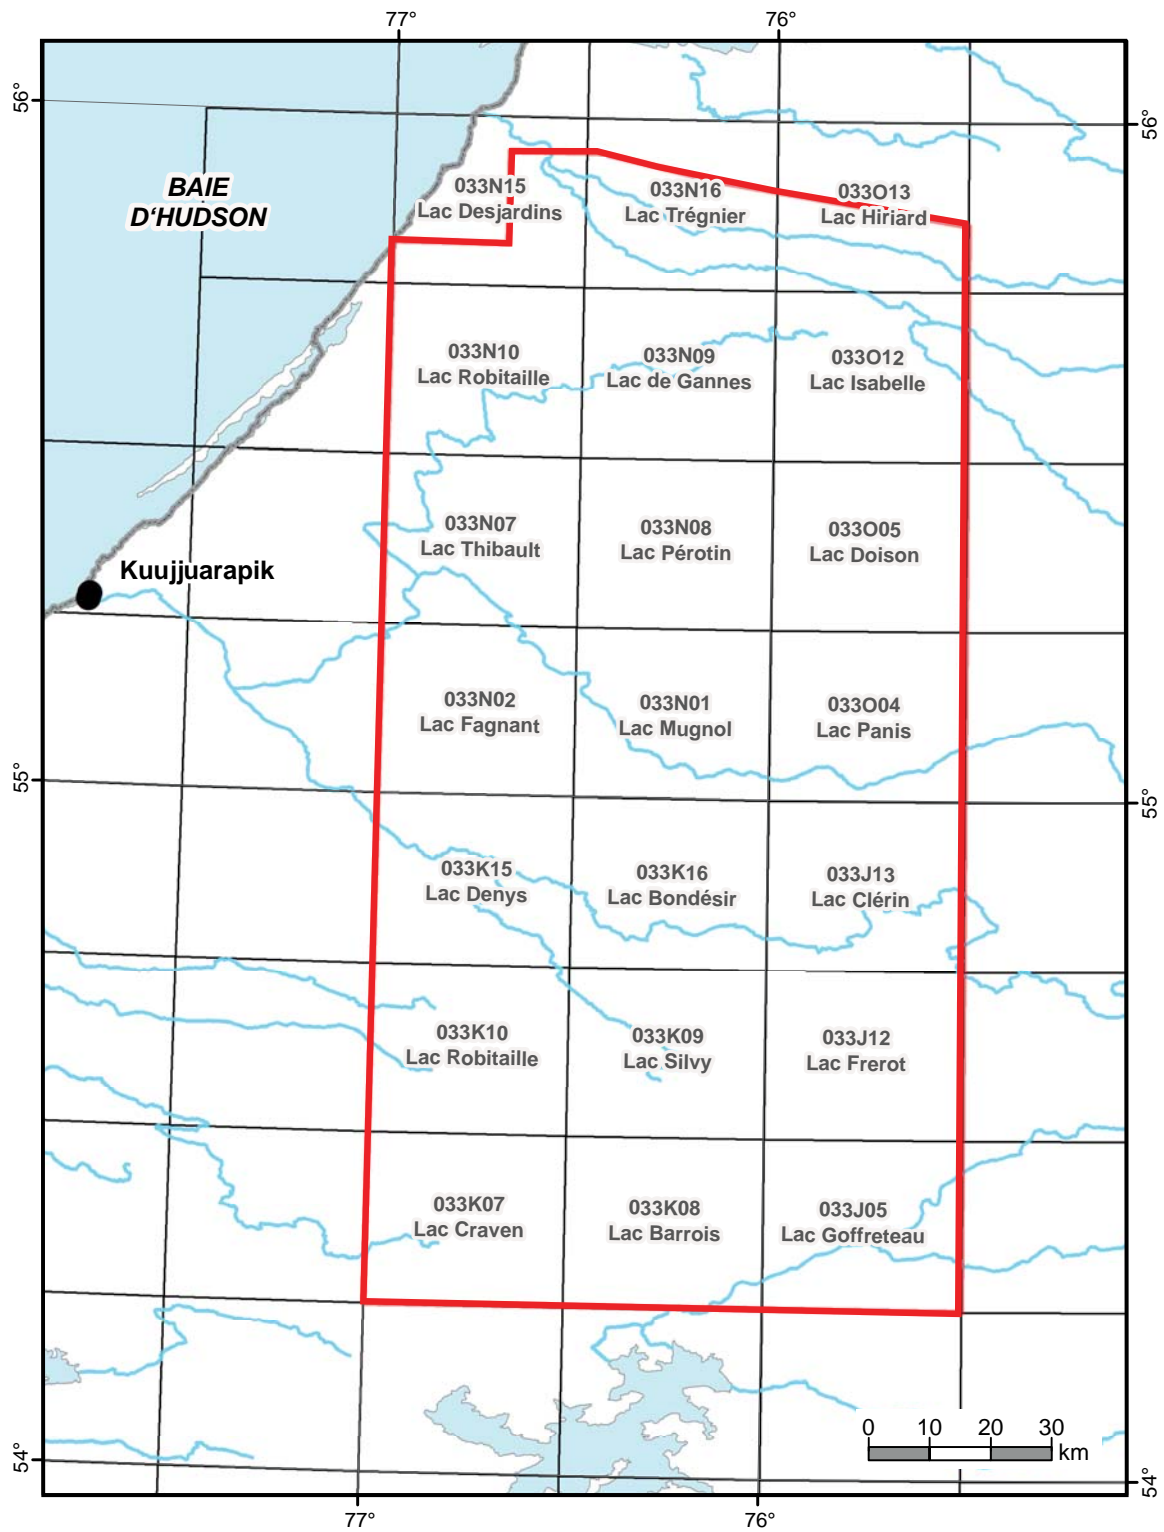 77°
76°
56°
56°
BAIE
D'HUDSON
033N15
Lac Desjardins
033N16
Lac Trégnier
033O13
Lac Hiriard
033N10
Lac Robitaille
033N09
Lac de Gannes
033O12
Lac Isabelle
033N07
Lac Thibault
033N08
Lac Pérotin
033O05
Lac Doison
Kuujjuarapik
033N02
Lac Fagnant
033N01
Lac Mugnol
033O04
Lac Panis
55°
55°
033K15
Lac Denys
033K16
Lac Bondésir
033J13
Lac Clérin
033K10
Lac Robitaille
033K09
Lac Silvy
033J12
Lac Frerot
033K07
Lac Craven
033K08
Lac Barrois
033J05
Lac Goffreteau
0 10 20 30
km
54°
54°
77°
76°